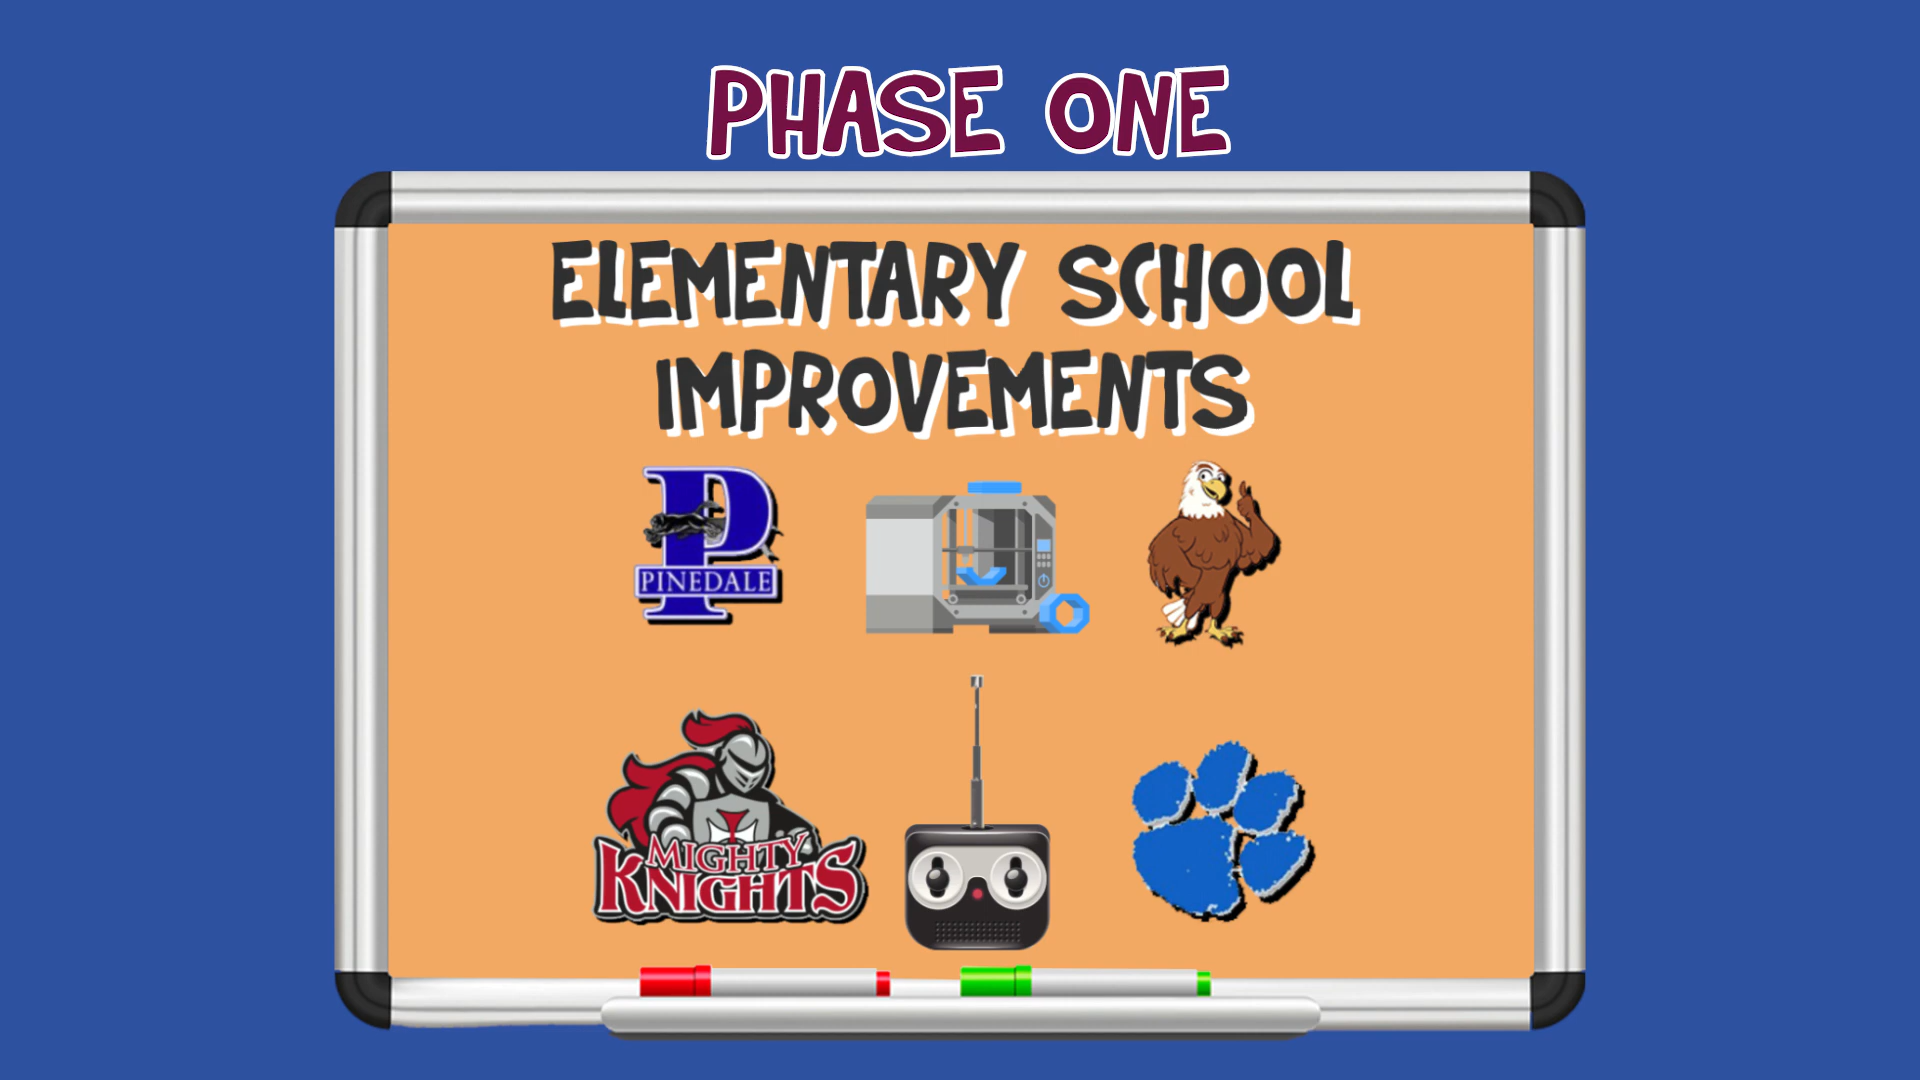 PHASE ONE
ELEMENTARY SCHOOL
IMPROVEMENTS
P
PINEDALE
MIGHTY
KNIGHTS